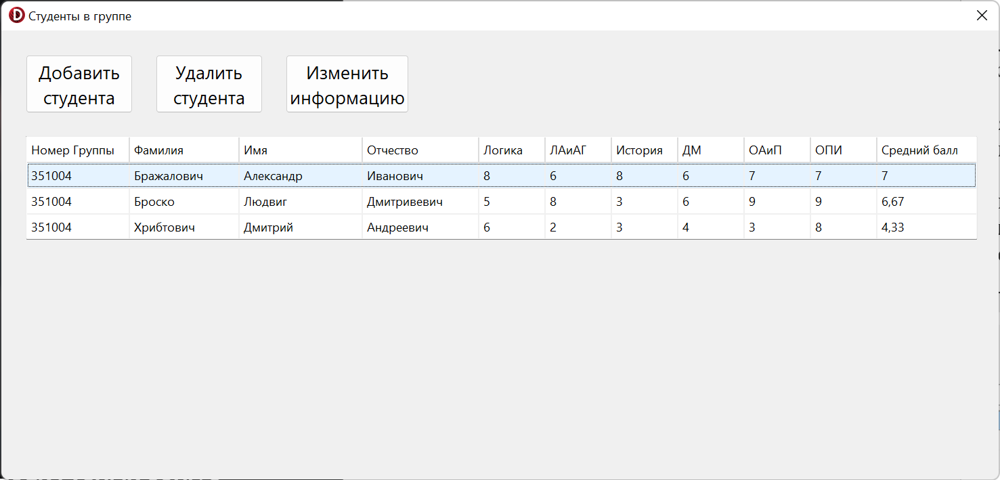 Студенты в группе
Добавить студента
Удалить студента
Изменить информацию
Номер Группы Фамилия Имя Отчество Логика ЛАиАГ История ДМ ОАиП ОПИ Средний балл
351004 Бражалович Александр Иванович 8 6 8 6 7 7 7
351004 Броско Людвиг Дмитривевич 5 8 3 6 9 9 6,67
351004 Хрибтович Дмитрий Андреевич 6 2 3 4 3 8 4,33